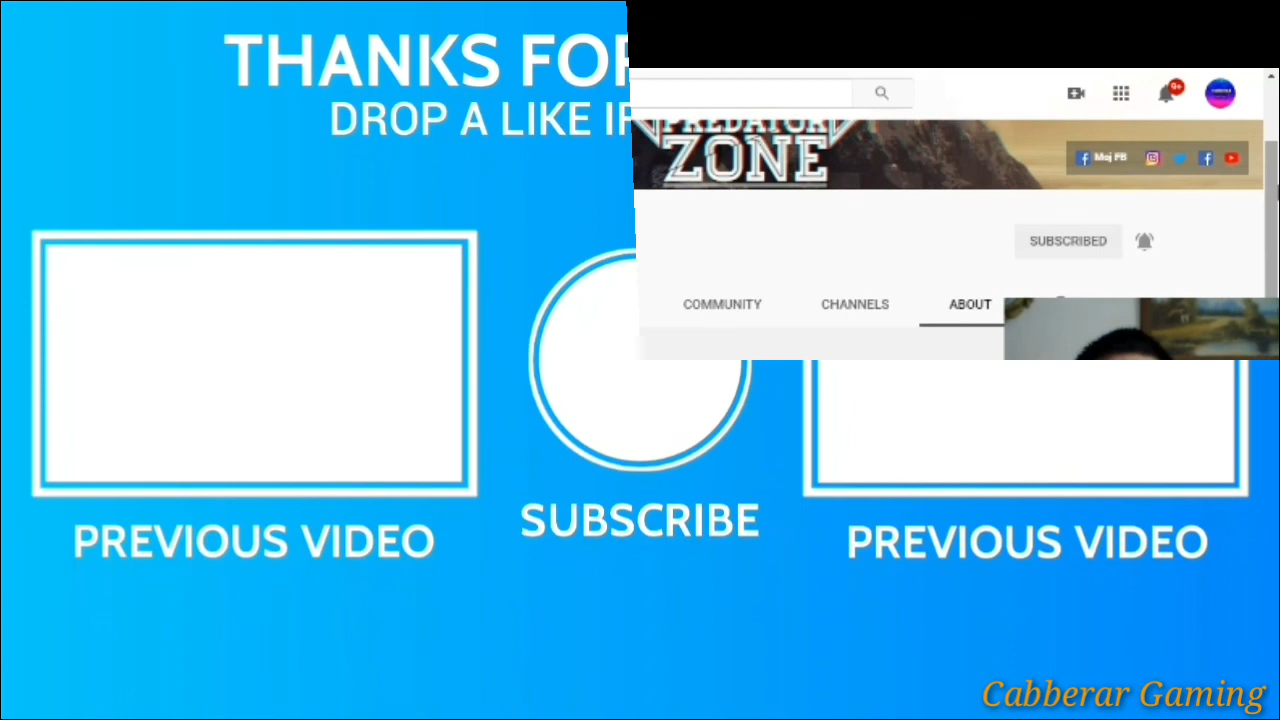 THANKS FOR
DROP A LIKE IF
9+
PREDATOR
ZONE
Moj FB
SUBSCRIBED
COMMUNITY CHANNELS ABOUT
PREVIOUS VIDEO
SUBSCRIBE
PREVIOUS VIDEO
Cabberar Gaming